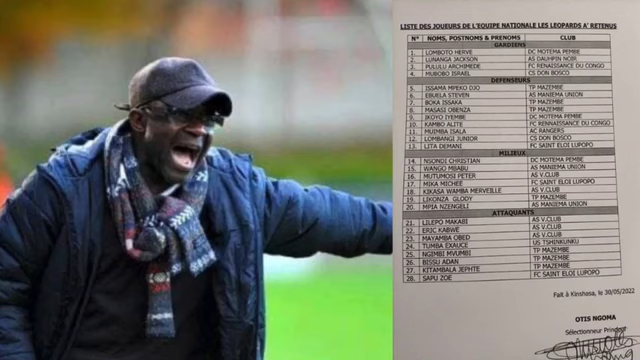 LISTE DES JOUEURS DE L'EQUIPE NATIONALE LES LEOPARDS A' RETENUS
N° NOMS, POSTNOMS & PRENOMS CLUB
GARDIENS
1. LOMBOTO HERVE DC MOTEMA PEMBE
2. LUNANGA JACKSON AS DAUHPIN NOIR
3. PULULU ARCHIMEDE FC RENAISSANCE DU CONGO
4. MUBOBO ISRAEL CS DON BOSCO
DEFENSEURS
5. ISSAMA MPEKO DJO TP MAZEMBE
6. EBUELA STEVEN AS MANIEMA UNION
7. BOKA ISSAKA TP MAZEMBE
8. MASASI OBENZA TP MAZEMBE
9. IKOYO IYEMBE DC MOTEMA PEMBE
10. KAMBO ALITE FC RENNAISSANCE DU CONGO
11. MUIMBA ISALA AC RANGERS
12. LOMBANGI JUNIOR CS DON BOSCO
13. LITA DEMANI FC SAINT ELOI LUPOPO
MILIEUX
14. NSONDI CHRISTIAN DC MOTEMA PEMBE
15. WANGO MBABU AS MANIEMA UNION
16. MUTUMOSI PETER AS V.CLUB
17. MIKA MICHEE FC SAINT ELOI LUPOPO
18. KIKASA WAMBA MERVEILLE AS V.CLUB
19. LIKONZA GLODY TP MAZEMBE
20. MPIA NZENGELI AS MANIEMA UNION
ATTAQUANTS
21. LILEPO MAKABI AS V.CLUB
22. ERIC KABWE AS V.CLUB
23. MAYAMBA OBED AS V.CLUB
24. TUMBA EXAUCE US TSHINKUNKU
25. NGIMBI MVUMBI TP MAZEMBE
26. BISSU ADAN TP MAZEMBE
27. KITAMBALA JEPHTE TP MAZEMBE
28. SAPU ZOE FC SAINT ELOI LUPOPO
Fait à Kinshasa, le 30/05/2022
OTIS NGOMA
Sélectionneur Principal